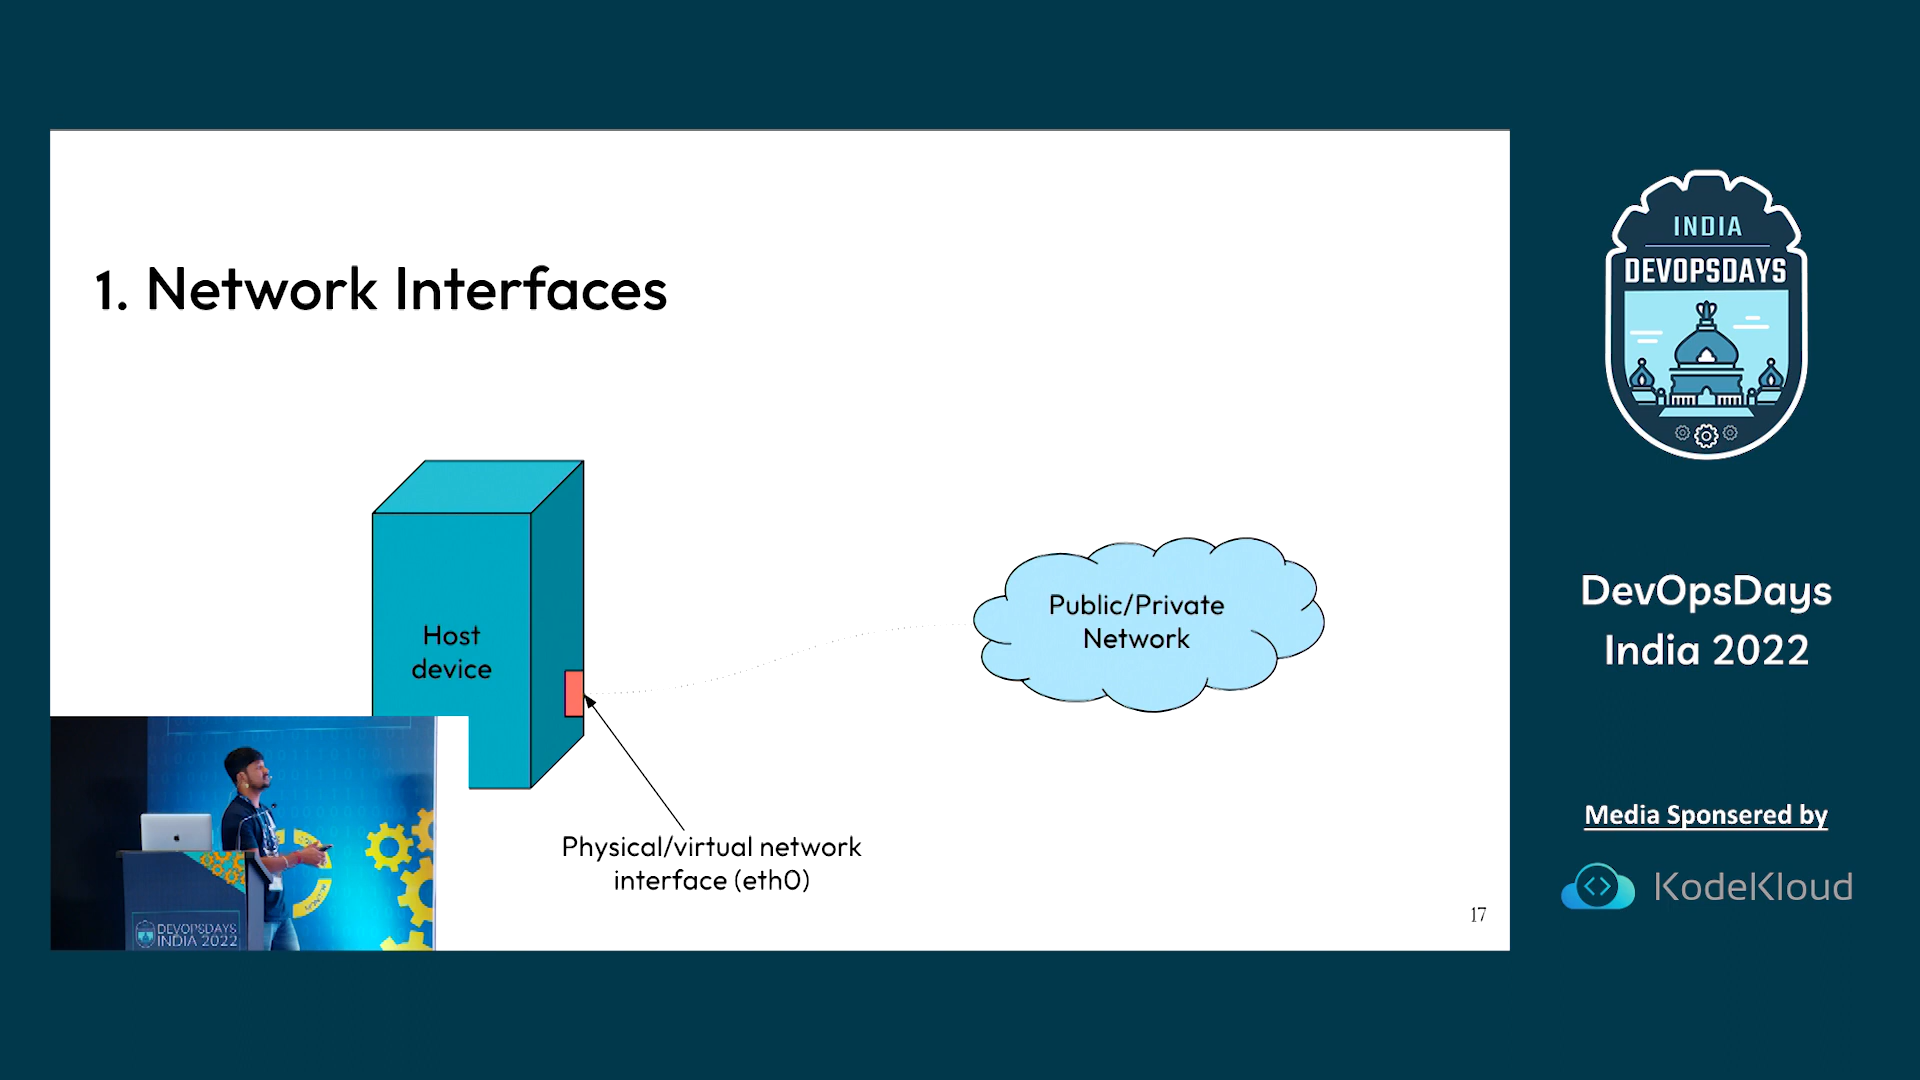 1. Network Interfaces
Host
device
Public/Private
Network
Physical/virtual network
interface (eth0)
17
DEVOPSDAYS
INDIA 2022
INDIA
DEVOPSDAYS
DevOpsDays
India 2022
Media Sponsered by
KodeKloud